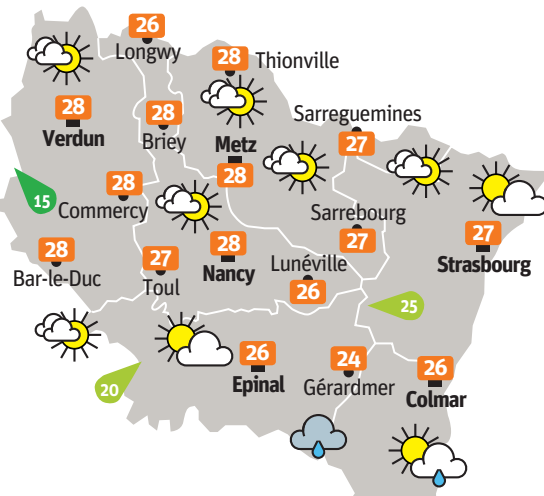 26
Longwy
28 Thionville
28
Verdun
28
Briey
Metz
28
Sarreguemines
27
15
28
Commercy
Sarrebourg
27
27
Strasbourg
28
Bar-le-Duc
27
Toul
28
Nancy
Lunéville
26
25
20
26
Epinal
24
Gérardmer
26
Colmar